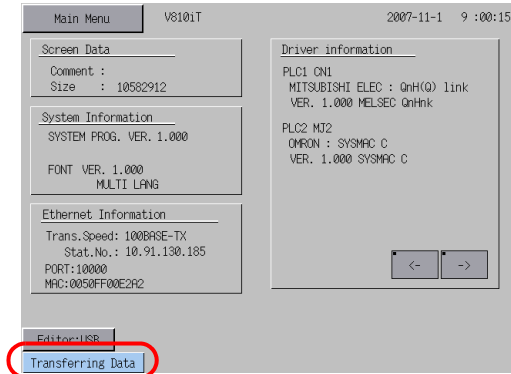 Main Menu V810iT 2007-11-1 9 :00:15
Screen Data
Comment :
Size : 10582912
System Information
SYSTEM PROG. VER. 1.000
FONT VER. 1.000
MULTI LANG
Ethernet Information
Trans.Speed: 100BASE-TX
Stat.No.: 10.91.130.185
PORT:10000
MAC:0050FF00E2A2
Driver information
PLC1 CN1
MITSUBISHI ELEC : QnH(Q) link
VER. 1.000 MELSEC QnHnk
PLC2 MJ2
OMRON : SYSMAC C
VER. 1.000 SYSMAC C
<- ->
Editor:USB
Transferring Data